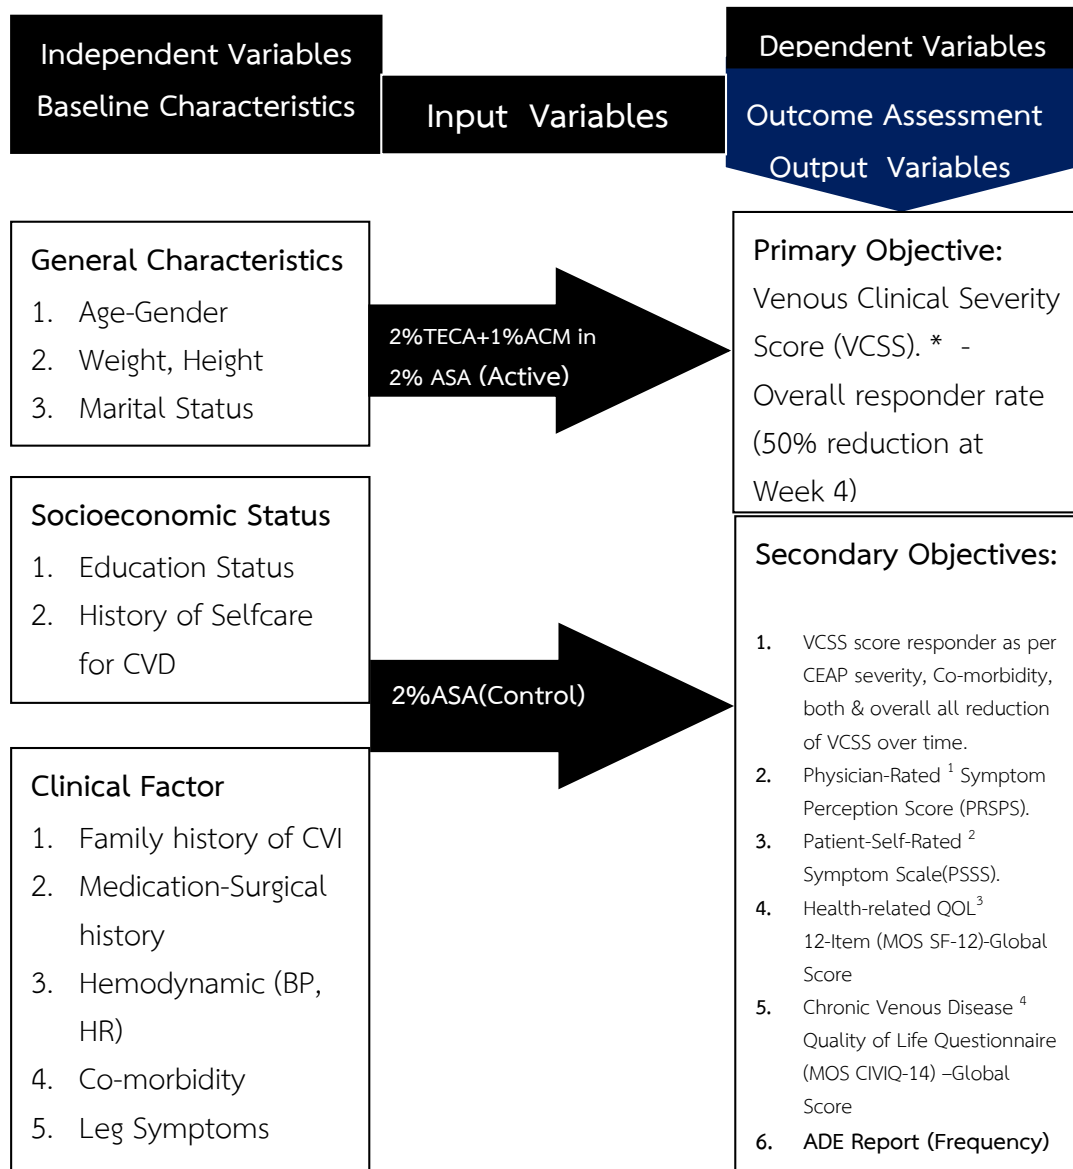 Independent Variables
Baseline Characteristics
Input Variables
Dependent Variables
Outcome Assessment
Output Variables
General Characteristics
1. Age-Gender
2. Weight, Height
3. Marital Status
Socioeconomic Status
1. Education Status
2. History of Selfcare
for CVD
Clinical Factor
1. Family history of CVI
2. Medication-Surgical
history
3. Hemodynamic (BP,
HR)
4. Co-morbidity
5. Leg Symptoms
2%TECA+1%ACM in
2% ASA (Active)
2%ASA(Control)
Primary Objective:
Venous Clinical Severity
Score (VCSS). * -
Overall responder rate
(50% reduction at
Week 4)
Secondary Objectives:
1. VCSS score responder as per
CEAP severity, Co-morbidity,
both & overall all reduction
of VCSS over time.
2. Physician-Rated 1 Symptom
Perception Score (PRSPS).
3. Patient-Self-Rated 2
Symptom Scale(PSSS).
4. Health-related QOL3
12-Item (MOS SF-12)-Global
Score
5. Chronic Venous Disease 4
Quality of Life Questionnaire
(MOS CIVIQ-14) –Global
Score
6. ADE Report (Frequency)